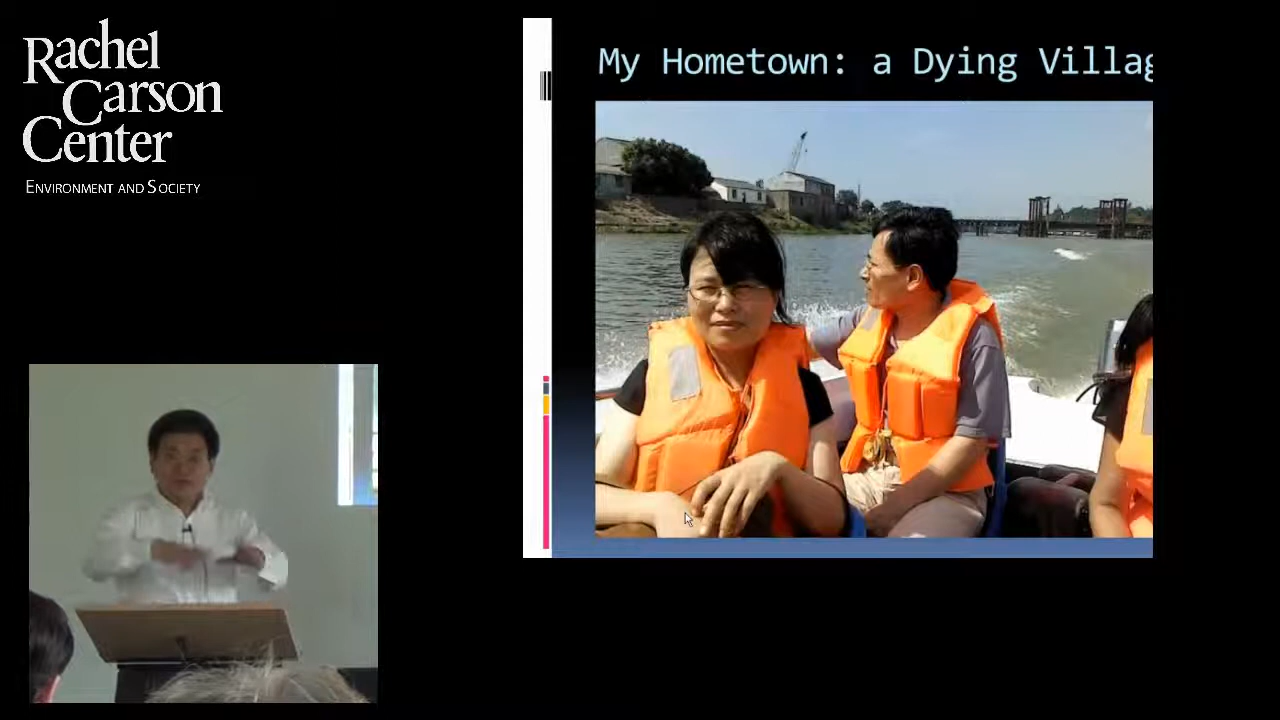 Rachel
Carson
Center
ENVIRONMENT AND SOCIETY
My Hometown: a Dying Villag